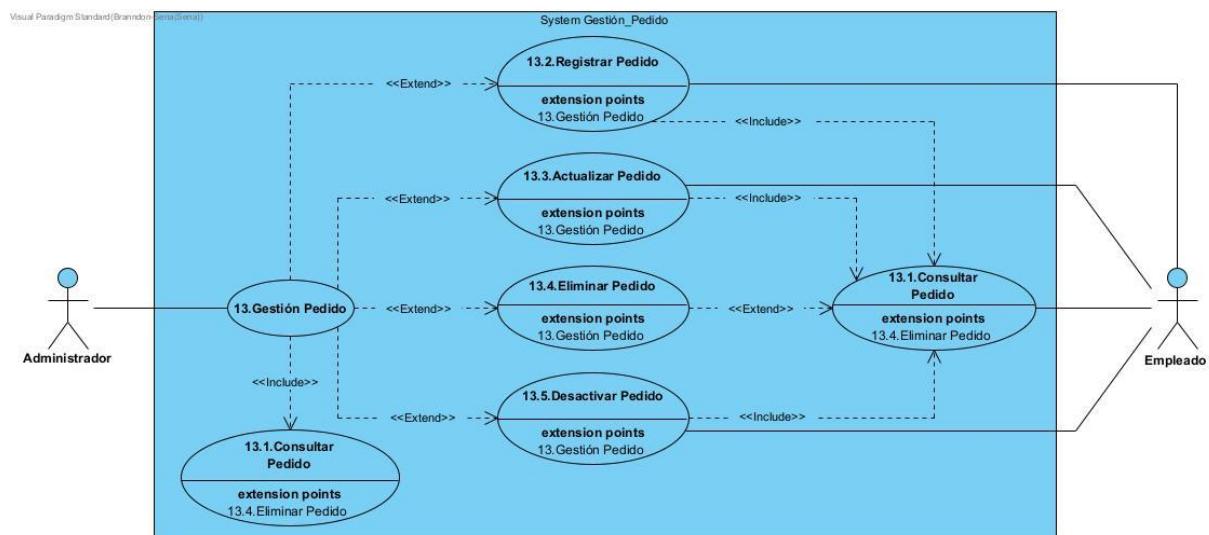 Visual Paradigm Standard(Branndon-Sena(Sena))
System Gestión_Pedido
13.2.Registrar Pedido
<<Extend>>
extension points
13.Gestión Pedido
<<Include>>
13.3.Actualizar Pedido
<<Extend>>
<<Include>>
extension points
13.Gestión Pedido
13.1.Consultar
Pedido
13.4.Eliminar Pedido
13.Gestión Pedido
<<Extend>>
<<Extend>>
extension points
13.Gestión Pedido
extension points
13.4.Eliminar Pedido
Administrador
Empleado
<<Include>>
13.5.Desactivar Pedido
<<Extend>>
<<Include>>
extension points
13.Gestión Pedido
13.1.Consultar
Pedido
extension points
13.4.Eliminar Pedido